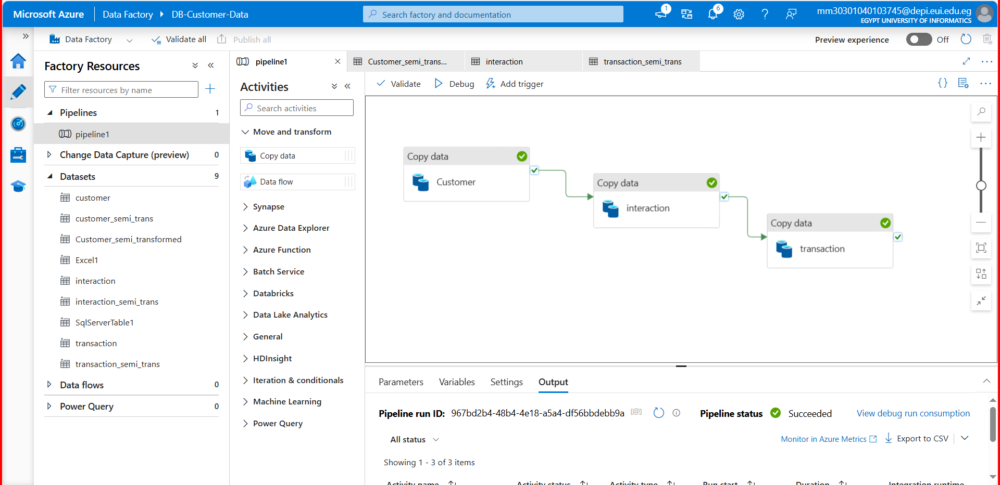 Microsoft Azure
Data Factory
DB-Customer-Data
Search factory and documentation
1
6
mm30301040103745@depi.eui.edu.eg
EGYPT UNIVERSITY OF INFORMATICS
Data Factory
Validate all
Publish all
Preview experience
Off
Factory Resources
Filter resources by name
Pipelines 1
pipeline1
Change Data Capture (preview) 0
Datasets 9
customer
customer_semi_trans
Customer_semi_transformed
Excel1
interaction
interaction_semi_trans
SqlServerTable1
transaction
transaction_semi_trans
Data flows 0
Power Query 0
pipeline1
Customer_semi_trans...
interaction
transaction_semi_trans
Activities
Search activities
Move and transform
Copy data
Data flow
Synapse
Azure Data Explorer
Azure Function
Batch Service
Databricks
Data Lake Analytics
General
HDInsight
Iteration & conditionals
Machine Learning
Power Query
Validate
Debug
Add trigger
Copy data
Customer
Copy data
interaction
Copy data
transaction
Parameters
Variables
Settings
Output
Pipeline run ID: 967bd2b4-48b4-4e18-a5a4-df56bbdebb9a
Pipeline status Succeeded
View debug run consumption
All status
Monitor in Azure Metrics
Export to CSV
Showing 1 - 3 of 3 items
Activity name
Activity status
Activity type
Run start
Duration
Integration runtime